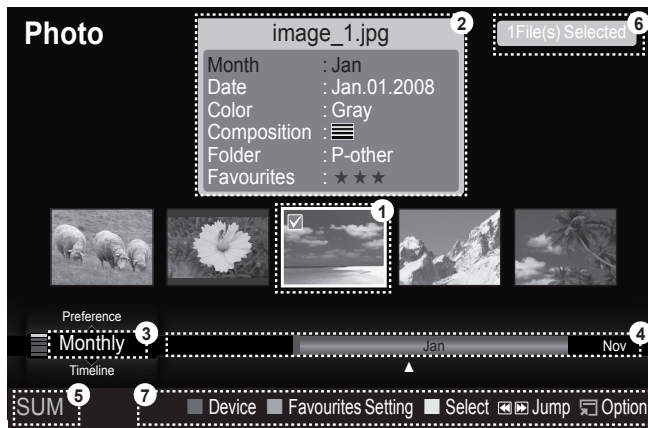 Photo
image_1.jpg
2
1File(s) Selected
6
Month : Jan
Date : Jan.01.2008
Color : Gray
Composition :
Folder : P-other
Favourites : ★★★
1
Preference
Monthly
3
Jan
Nov
4
Timeline
5
7
SUM
Device
Favourites Setting
Select
Jump
Option